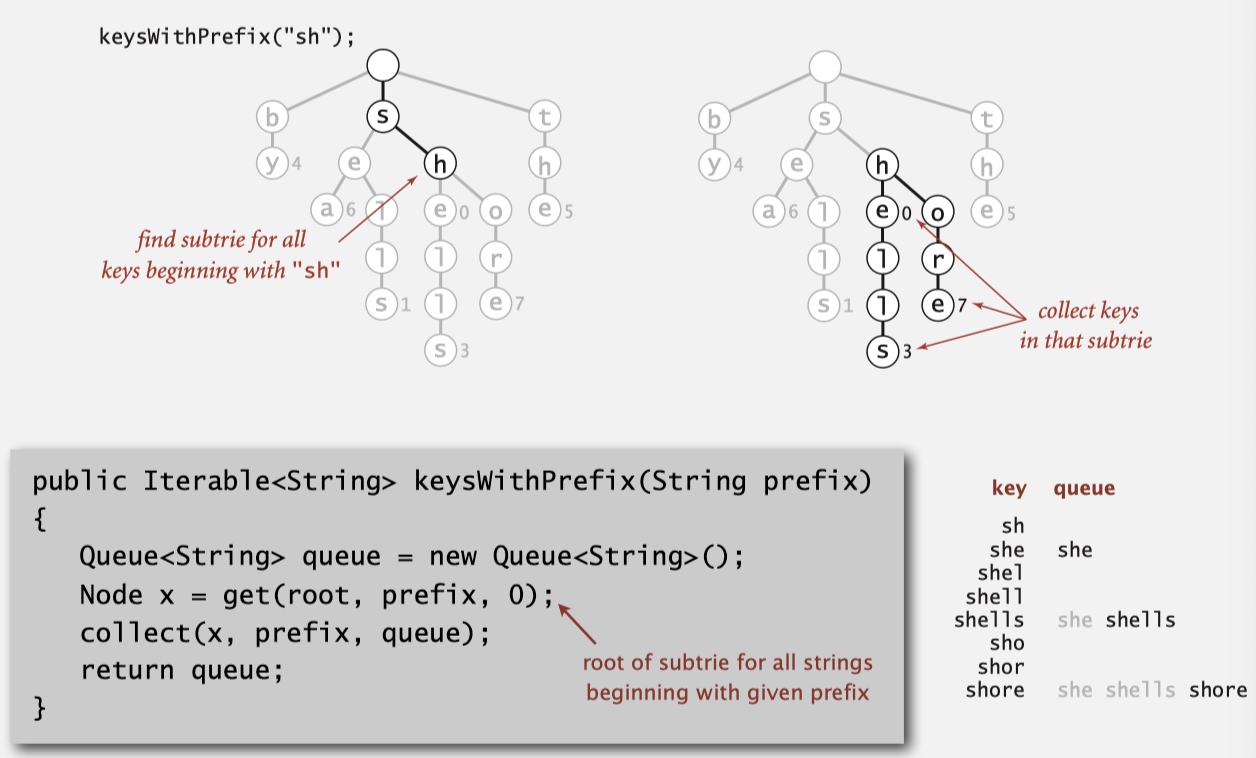 keysWithPrefix("sh");
b s t
y 4 e h h
a 6 l e 0 o e 5
l l r
s 1 l e 7
s 3
find subtrie for all
keys beginning with "sh"
b s t
y 4 e h h
a 6 l e 0 o e 5
l l r
s 1 l e 7
s 3
collect keys
in that subtrie
public Iterable<String> keysWithPrefix(String prefix)
{
Queue<String> queue = new Queue<String>();
Node x = get(root, prefix, 0);
collect(x, prefix, queue);
return queue;
}
root of subtrie for all strings
beginning with given prefix
key queue
sh
she she
shel
shell
shells she shells
sho
shor
shore she shells shore